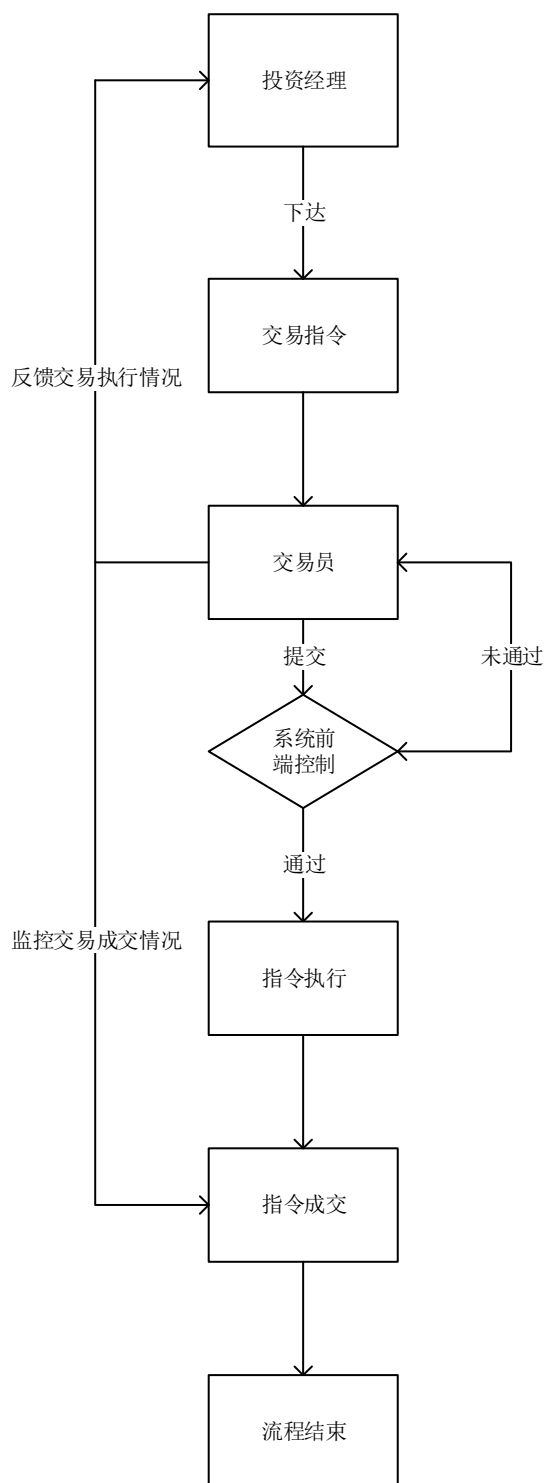 投资经理
下达
交易指令
反馈交易执行情况
交易员
提交
未通过
系统前
端控制
通过
监控交易成交情况
指令执行
指令成交
流程结束